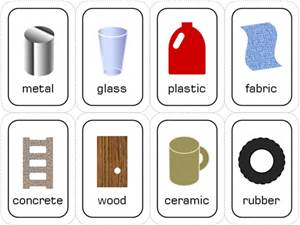 metal
glass
plastic
fabric
concrete
wood
ceramic
rubber